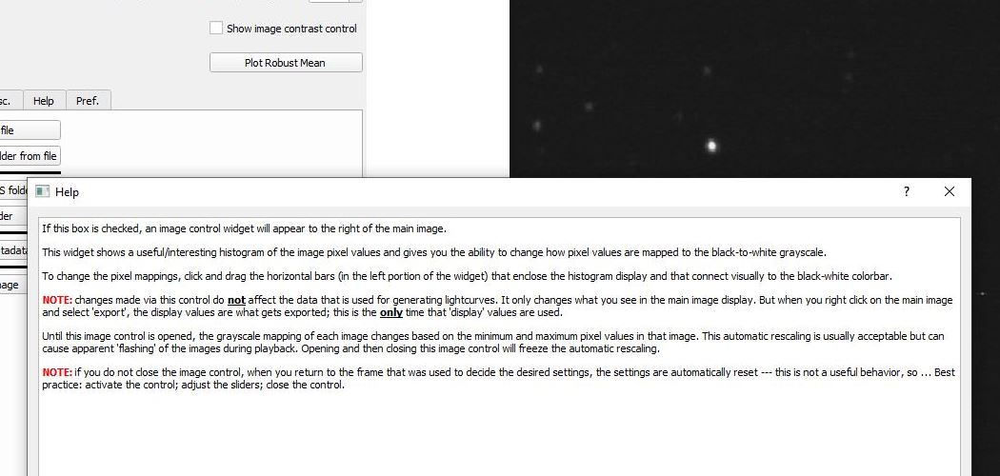 Show image contrast control
Plot Robust Mean
sc.
Help
Pref.
file
lder from file
S folde
der
tadata
nage
Help
?
If this box is checked, an image control widget will appear to the right of the main image.
This widget shows a useful/interesting histogram of the image pixel values and gives you the ability to change how pixel values are mapped to the black-to-white grayscale.
To change the pixel mappings, click and drag the horizontal bars (in the left portion of the widget) that enclose the histogram display and that connect visually to the black-white colorbar.
NOTE: changes made via this control do not affect the data that is used for generating lightcurves. It only changes what you see in the main image display. But when you right click on the main image
and select 'export', the display values are what gets exported; this is the only time that 'display' values are used.
Until this image control is opened, the grayscale mapping of each image changes based on the minimum and maximum pixel values in that image. This automatic rescaling is usually acceptable but can
cause apparent 'flashing' of the images during playback. Opening and then closing this image control will freeze the automatic rescaling.
NOTE: if you do not close the image control, when you return to the frame that was used to decide the desired settings, the settings are automatically reset --- this is not a useful behavior, so ... Best
practice: activate the control; adjust the sliders; close the control.